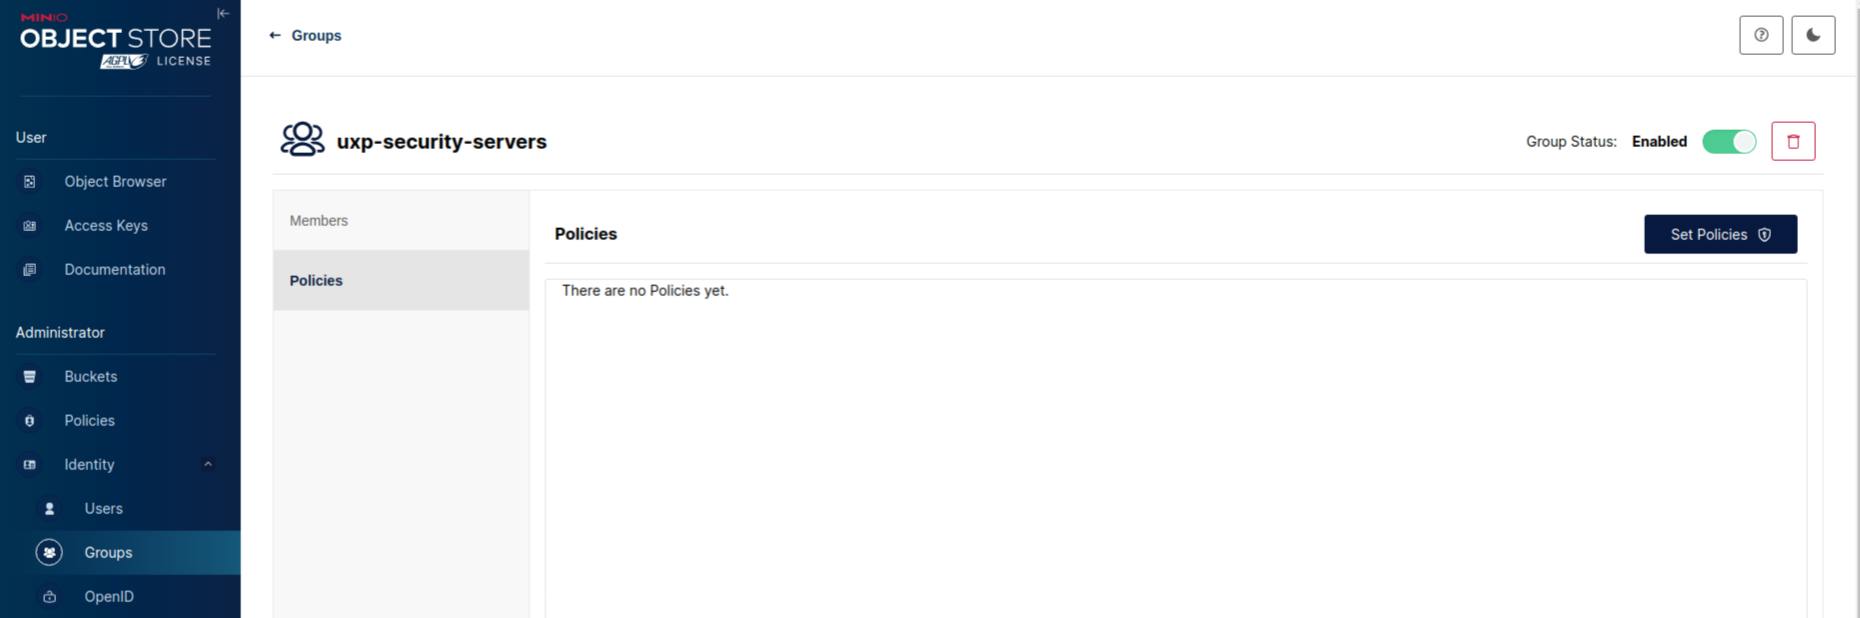 MINIO
OBJECT STORE
AGPLv3 LICENSE
User
Object Browser
Access Keys
Documentation
Administrator
Buckets
Policies
Identity
Users
Groups
OpenID
Groups
uxp-security-servers
Group Status: Enabled
Members
Policies
Policies
Set Policies
There are no Policies yet.